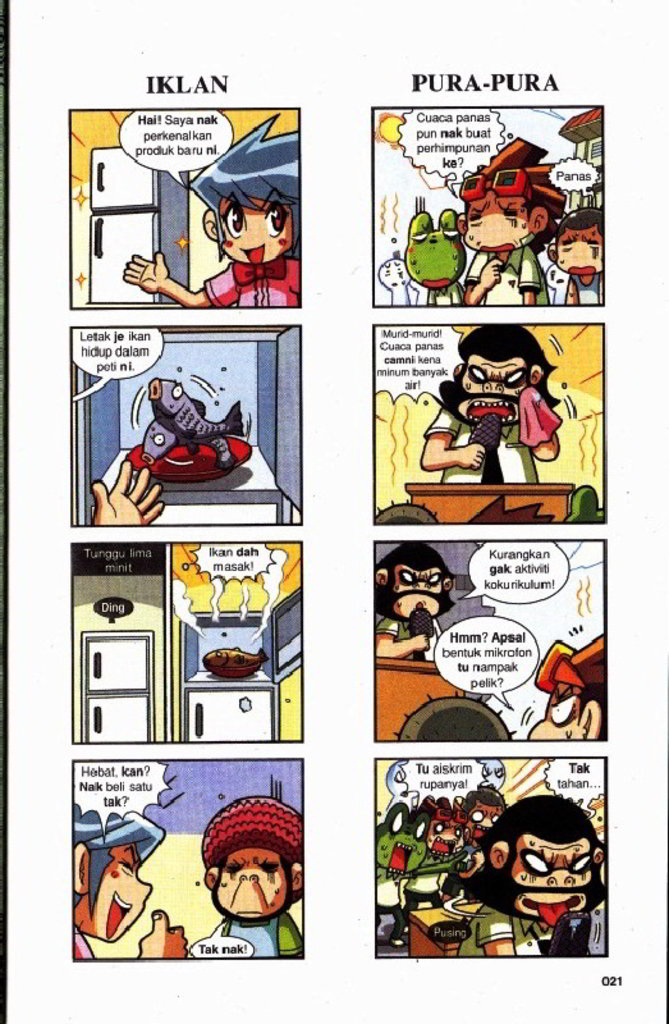 IKLAN
Hai! Saya nak
perkenalkan
produk baru ni.
Letak je ikan
hidup dalam
peti ni.
Tunggu lima
minit
Ding
Ikan dah
masak!
Hebat, kan?
Nak beli satu
tak?
Tak nak!
PURA-PURA
Cuaca panas
pun nak buat
perhimpunan
ke?
Panas
Murid-murid!
Cuaca panas
camni kena
minum banyak
air!
Kurangkan
gak aktiviti
kokurikulum!
Hmm? Apsal
bentuk mikrofon
tu nampak
pelik?
Tu aiskrim
rupanya!
Tak
tahan...
Pusing
021